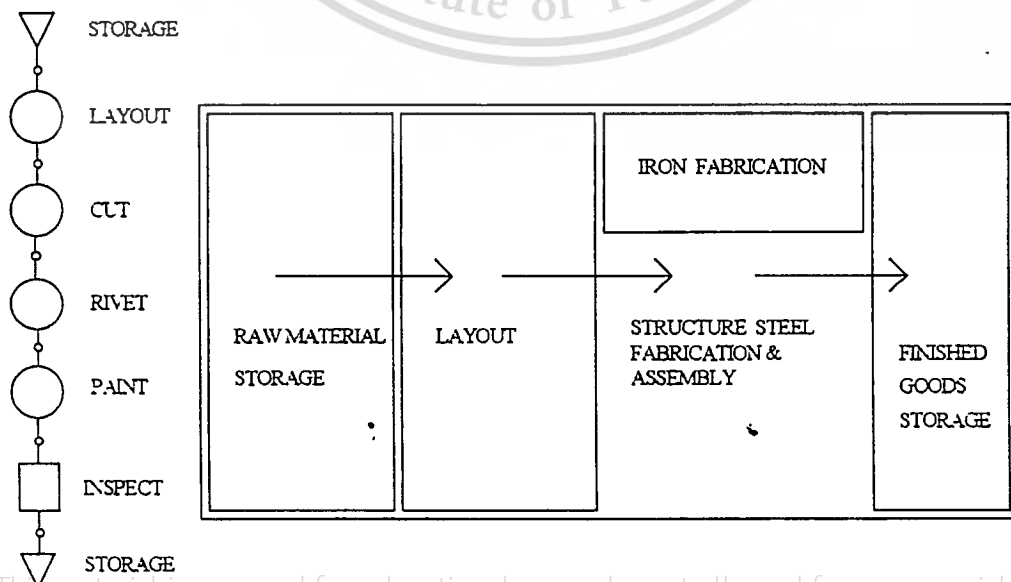 STORAGE
LAYOUT
CUT
RIVET
PAINT
INSPECT
STORAGE
IRON FABRICATION
RAW MATERIAL
STORAGE
LAYOUT
STRUCTURE STEEL
FABRICATION &
ASSEMBLY
FINISHED
GOODS
STORAGE